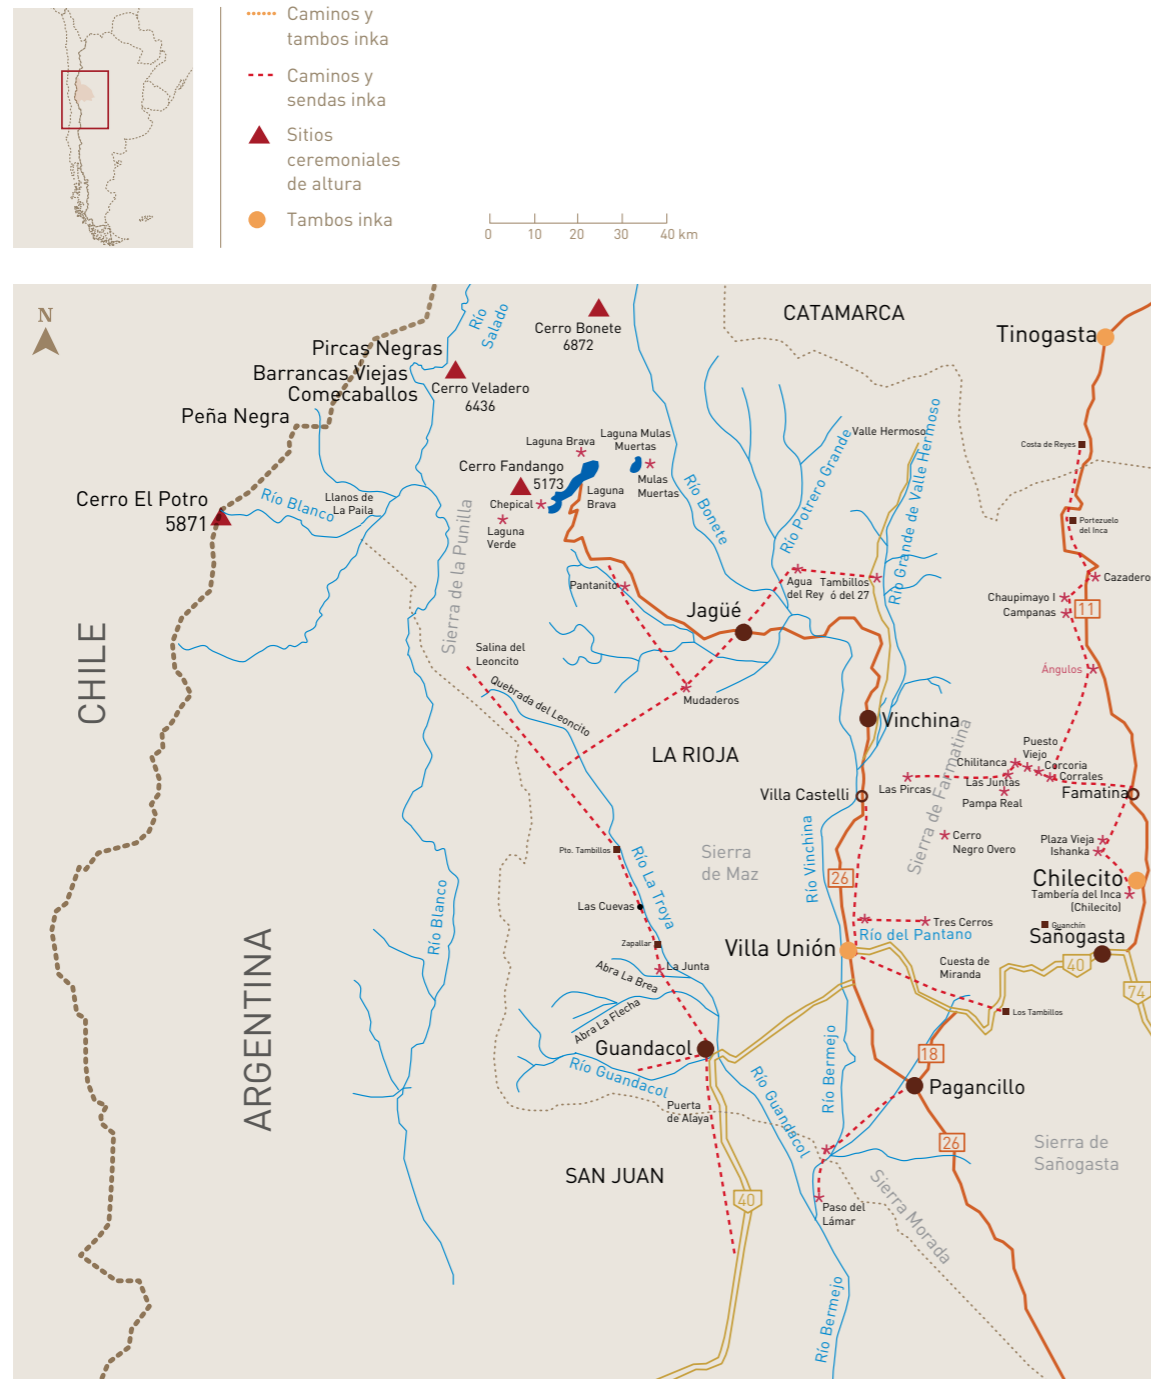 Caminos y
tambos inka
Caminos y
sendas inka
Sitios
ceremoniales
de altura
Tambos inka
0 10 20 30 40 km
N
CATAMARCA
Río
Salado
Cerro Bonete
6872
Tinogasta
Pircas Negras
Barrancas Viejas
Comecaballos
Peña Negra
Cerro Veladero
6436
Valle Hermoso
Costa de Reyes
Laguna Brava
Laguna Mulas
Muertas
Cerro Fandango
5173
Mulas
Muertas
Laguna
Brava
Chepical
Laguna
Verde
Cerro El Potro
5871
Río Blanco
Llanos de
La Paila
Sierra de la Punilla
Río Bonete
Río Potrero Grande
Río Grande de Valle Hermoso
Portezuelo
del Inca
Cazadero
Chaupimayo I
Campanas
11
Pantanito
Agua
del Rey
Tambillos
ó del 27
Jagüé
CHILE
Salina del
Leoncito
Quebrada del Leoncito
Mudaderos
Ángulos
Vinchina
LA RIOJA
Puesto
Viejo
Chilitanca
Corcoria
Las Juntas
Corrales
Las Pircas
Pampa Real
Famatina
Villa Castelli
Sierra de Farmatina
Cerro
Negro Overo
Plaza Vieja
Ishanka
Pto. Tambillos
Río La Troya
Sierra
de Maz
Río Vinchina
26
Chilecito
Tambería del Inca
(Chilecito)
Las Cuevas
Tres Cerros
Guanchín
Río del Pantano
Sañogasta
Río Blanco
Zapallar
La Junta
Villa Unión
Cuesta de
Miranda
40
74
Abra La Brea
Abra La Flecha
Los Tambillos
ARGENTINA
Guandacol
Río Guandacol
18
Río Bermejo
Pagancillo
Puerta
de Alaya
Río Guandacol
26
Sierra de
Sañogasta
SAN JUAN
40
Paso del
Lámar
Sierra Morada
Río Bermejo